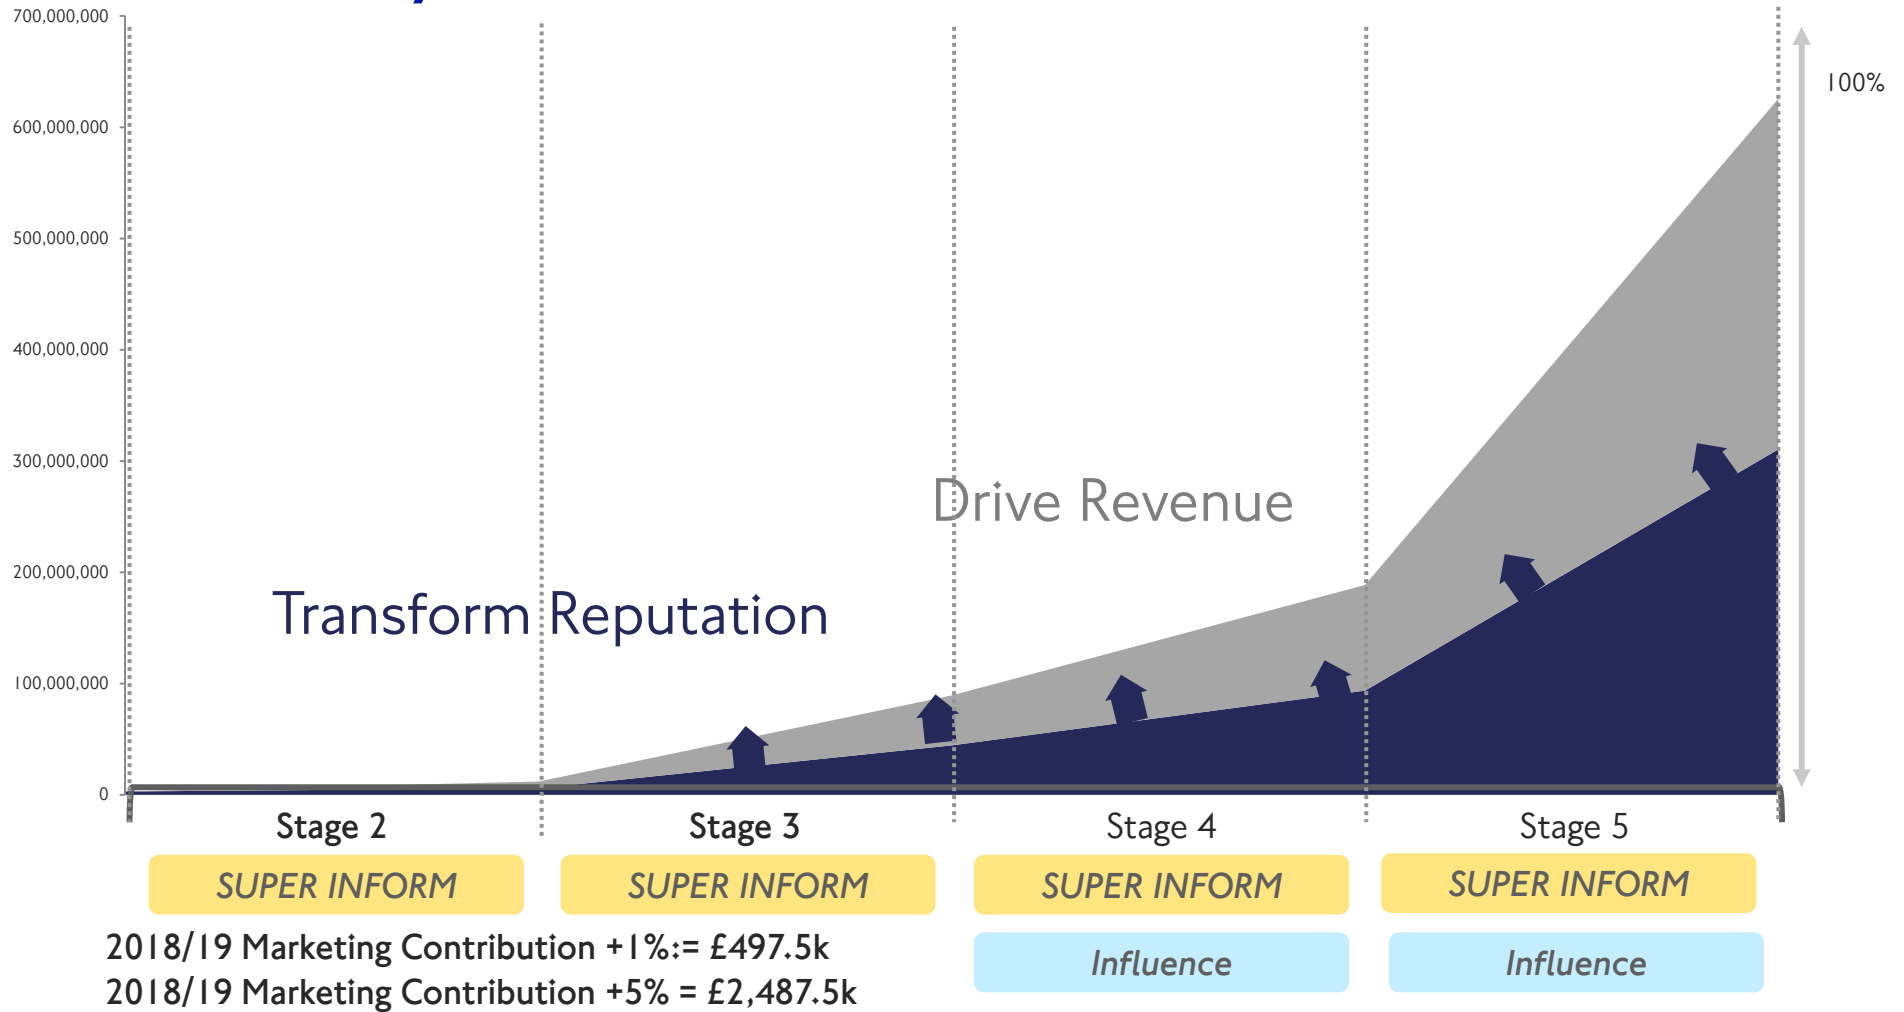 700,000,000
600,000,000
500,000,000
400,000,000
300,000,000
200,000,000
100,000,000
0
100%
Drive Revenue
Transform Reputation
Stage 2
Stage 3
Stage 4
Stage 5
SUPER INFORM
SUPER INFORM
SUPER INFORM
SUPER INFORM
2018/19 Marketing Contribution +1%:= £497.5k
2018/19 Marketing Contribution +5% = £2,487.5k
Influence
Influence